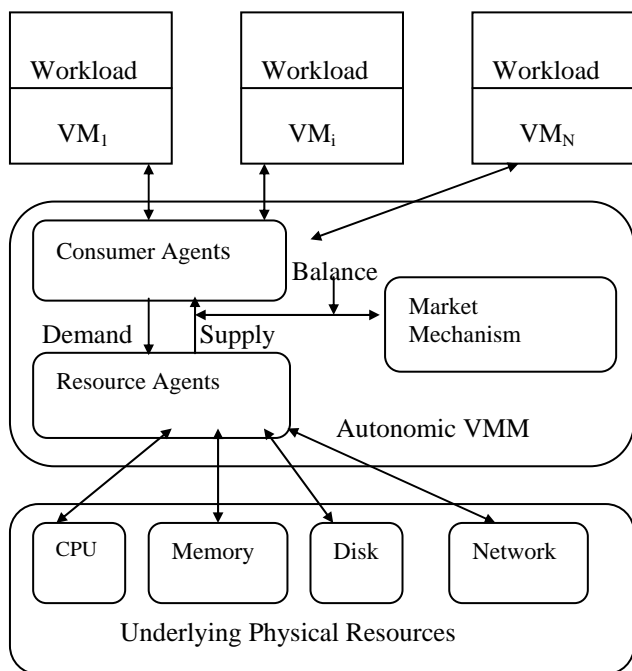 Workload
Workload
Workload
VM₁
VMᵢ
VM_N
Consumer Agents
Balance
Market
Mechanism
Demand
Supply
Resource Agents
Autonomic VMM
CPU
Memory
Disk
Network
Underlying Physical Resources